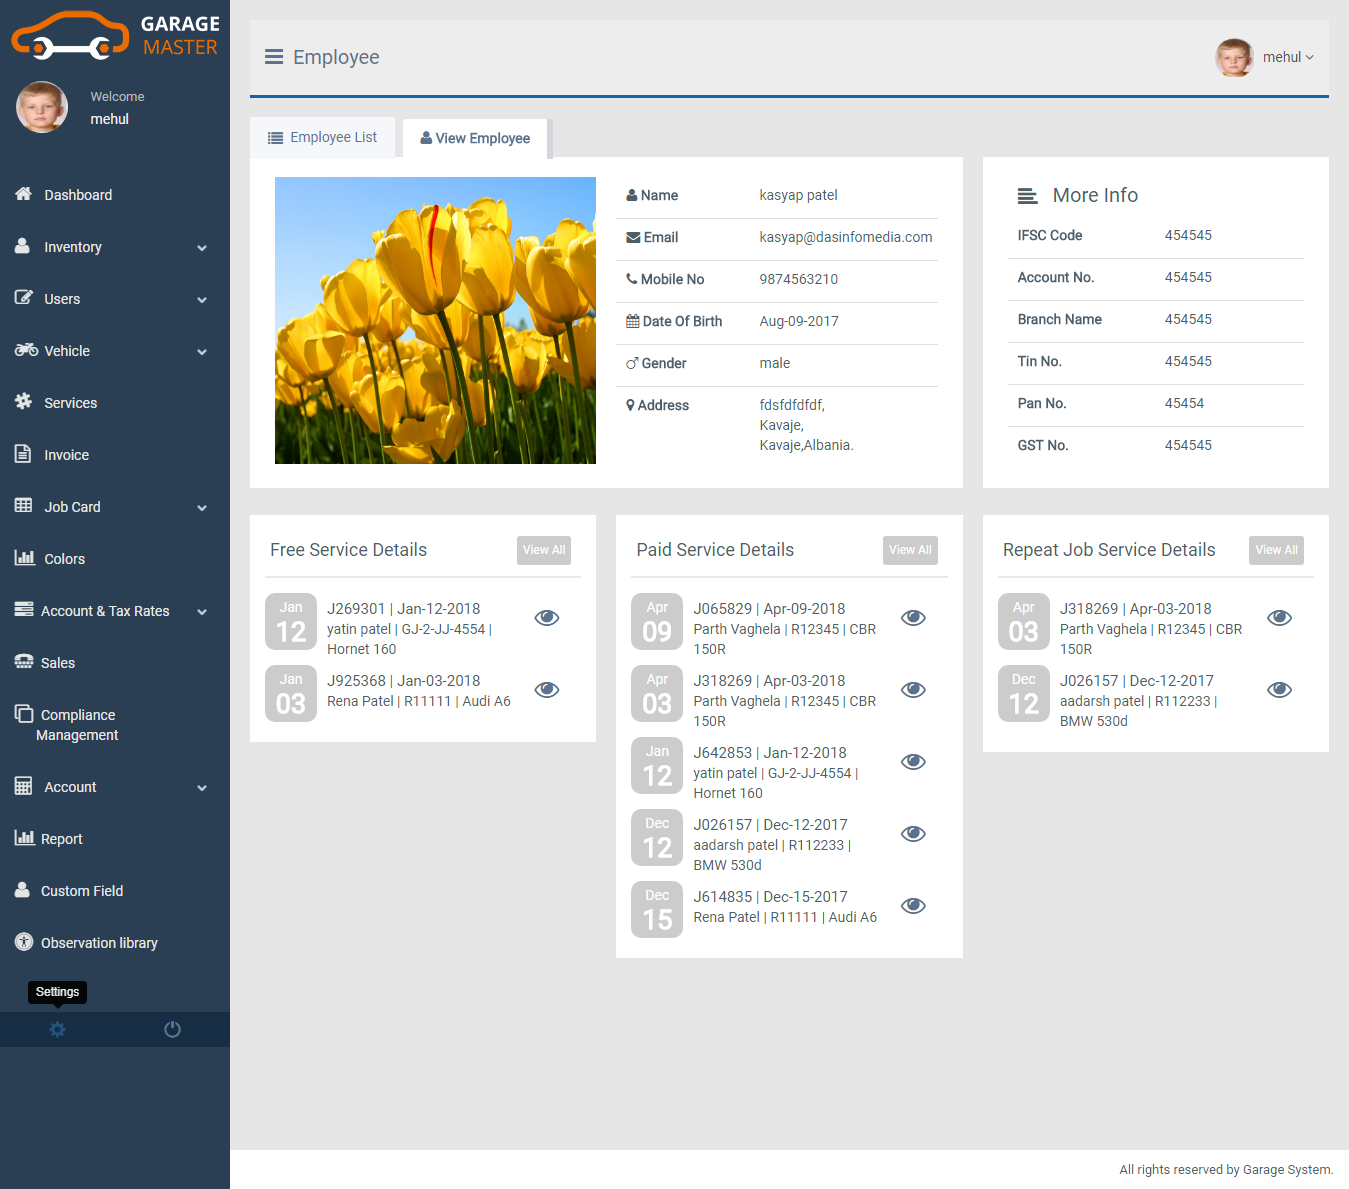 GARAGE
MASTER
Welcome
mehul
Dashboard
Inventory
Users
Vehicle
Services
Invoice
Job Card
Colors
Account & Tax Rates
Sales
Compliance
Management
Account
Report
Custom Field
Observation library
Settings
Employee
mehul
Employee List
View Employee
Name kasyap patel
Email kasyap@dasinfomedia.com
Mobile No 9874563210
Date Of Birth Aug-09-2017
Gender male
Address fdsfdfdfdf,
Kavaje,
Kavaje,Albania.
More Info
IFSC Code 454545
Account No. 454545
Branch Name 454545
Tin No. 454545
Pan No. 45454
GST No. 454545
Free Service Details View All
Jan
12
J269301 | Jan-12-2018
yatin patel | GJ-2-JJ-4554 |
Hornet 160
Jan
03
J925368 | Jan-03-2018
Rena Patel | R11111 | Audi A6
Paid Service Details View All
Apr
09
J065829 | Apr-09-2018
Parth Vaghela | R12345 | CBR
150R
Apr
03
J318269 | Apr-03-2018
Parth Vaghela | R12345 | CBR
150R
Jan
12
J642853 | Jan-12-2018
yatin patel | GJ-2-JJ-4554 |
Hornet 160
Dec
12
J026157 | Dec-12-2017
aadarsh patel | R112233 |
BMW 530d
Dec
15
J614835 | Dec-15-2017
Rena Patel | R11111 | Audi A6
Repeat Job Service Details View All
Apr
03
J318269 | Apr-03-2018
Parth Vaghela | R12345 | CBR
150R
Dec
12
J026157 | Dec-12-2017
aadarsh patel | R112233 |
BMW 530d
All rights reserved by Garage System.